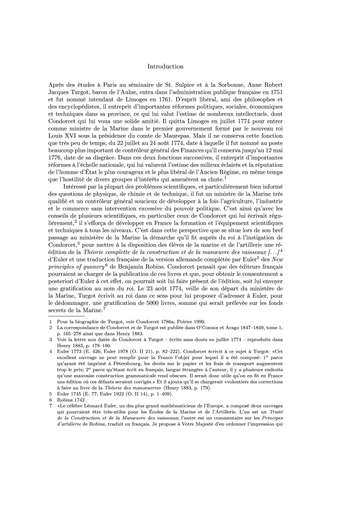 Introduction
Après des études à Paris au séminaire de St. Sulpice et à la Sorbonne, Anne Robert
Jacques Turgot, baron de l'Aulne, entra dans l'administration publique française en 1751
et fut nommé intendant de Limoges en 1761. D'esprit libéral, ami des philosophes et
des encyclopédistes, il entreprit d'importantes réformes politiques, sociales, économiques
et techniques dans sa province, ce qui lui valut l'estime de nombreux intellectuels, dont
Condorcet qui lui voua une solide amitié. Il quitta Limoges en juillet 1774 pour entrer
comme ministre de la Marine dans le premier gouvernement formé par le nouveau roi
Louis XVI sous la présidence du comte de Maurepas. Mais il ne conservera cette fonction
que très peu de temps, du 22 juillet au 24 août 1774, date à laquelle il fut nommé au poste
beaucoup plus important de contrôleur général des Finances qu'il conserva jusqu'au 12 mai
1776, date de sa disgrâce. Dans ces deux fonctions successives, il entreprit d'importantes
réformes à l'échelle nationale, qui lui valurent l'estime des milieux éclairés et la réputation
de l'homme d'État le plus courageux et le plus libéral de l'Ancien Régime, en même temps
que l'hostilité de divers groupes d'intérêts qui amenèrent sa chute.1
Intéressé par la plupart des problèmes scientifiques, et particulièrement bien informé
des questions de physique, de chimie et de technique, il fut un ministre de la Marine très
qualifié et un contrôleur général soucieux de développer à la fois l'agriculture, l'industrie
et le commerce sans intervention excessive du pouvoir politique. C'est ainsi qu'avec les
conseils de plusieurs scientifiques, en particulier ceux de Condorcet qui lui écrivait régu-
lièrement,2 il s'efforça de développer en France la formation et l'équipement scientifiques
et techniques à tous les niveaux. C'est dans cette perspective que se situe lors de son bref
passage au ministère de la Marine la démarche qu'il fit auprès du roi à l'instigation de
Condorcet,3 pour mettre à la disposition des élèves de la marine et de l'artillerie une ré-
édition de la Théorie complette de la construction et de la manœuvre des vaisseaux [...]4
d'Euler et une traduction française de la version allemande complétée par Euler5 des New
principles of gunnery6 de Benjamin Robins. Condorcet pensait que des éditeurs français
pourraient se charger de la publication de ces livres et que, pour obtenir le consentement a
posteriori d'Euler à cet effet, on pourrait soit lui faire présent de l'édition, soit lui envoyer
une gratification au nom du roi. Le 23 août 1774, veille de son départ du ministère de
la Marine, Turgot écrivit au roi dans ce sens pour lui proposer d'adresser à Euler, pour
le dédommager, une gratification de 5000 livres, somme qui serait prélevée sur les fonds
secrets de la Marine.7
1 Pour la biographie de Turgot, voir Condorcet 1786a, Poirier 1999.
2 La correspondance de Condorcet et de Turgot est publiée dans O'Connor et Arago 1847–1849, tome 1,
p. 165–278 ainsi que dans Henry 1883.
3 Voir la lettre non datée de Condorcet à Turgot – écrite sans doute en juillet 1774 – reproduite dans
Henry 1883, p. 179–180.
4 Euler 1773 (E. 426, Euler 1978 (O. II 21), p. 82–222). Condorcet écrivit à ce sujet à Turgot: «Cet
excellent ouvrage ne peut remplir pour la France l'objet pour lequel il a été composé: 1° parce
qu'ayant été imprimé à Pétersbourg, les droits sur le papier et les frais de transport augmentent
trop le prix; 2° parce qu'étant écrit en français, langue étrangère à l'auteur, il y a plusieurs endroits
qu'une mauvaise construction grammaticale rend obscurs. Il serait donc utile qu'on en fît en France
une édition où ces défauts seraient corrigés.» Et il ajouta qu'il se chargerait «volontiers des corrections
à faire au livre de la Théorie des manœuvres» (Henry 1883, p. 179)
5 Euler 1745 (E. 77; Euler 1922 (O. II 14), p. 1–409).
6 Robins 1742.
7 «Le célèbre Léonard Euler, un des plus grand mathématiciens de l'Europe, a composé deux ouvrages
qui pourraient être très-utiles pour les Écoles de la Marine et de l'Artillerie. L'un est un Traité
de la Construction et de la Manœuvre des vaisseaux; l'autre est un commentaire sur les Principes
d'artillerie de Robins, traduit en français. Je propose à Votre Majesté d'en ordonner l'impression qui